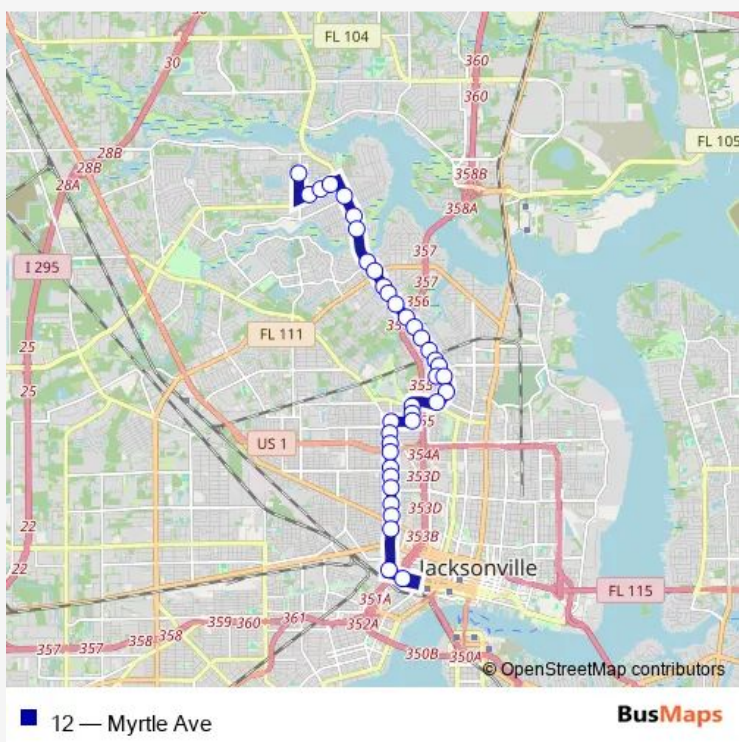 30
FL 104
360
360
28B
28B
28A
FL 105
358B
358A
357
I 295
357
356
FL 111
25
25
355
US 1
354A
353D
353D
22
353B
22
Jacksonville
351A
FL 115
359-360
361
352A
357
357
358
358
350B
350A
© OpenStreetMap contributors
12 — Myrtle Ave
BusMaps